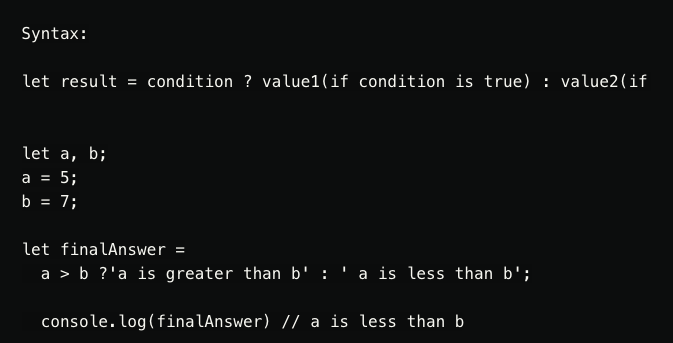 Syntax:
let result = condition ? value1(if condition is true) : value2(if
let a, b;
a = 5;
b = 7;
let finalAnswer =
a > b ?'a is greater than b' : ' a is less than b';
console.log(finalAnswer) // a is less than b